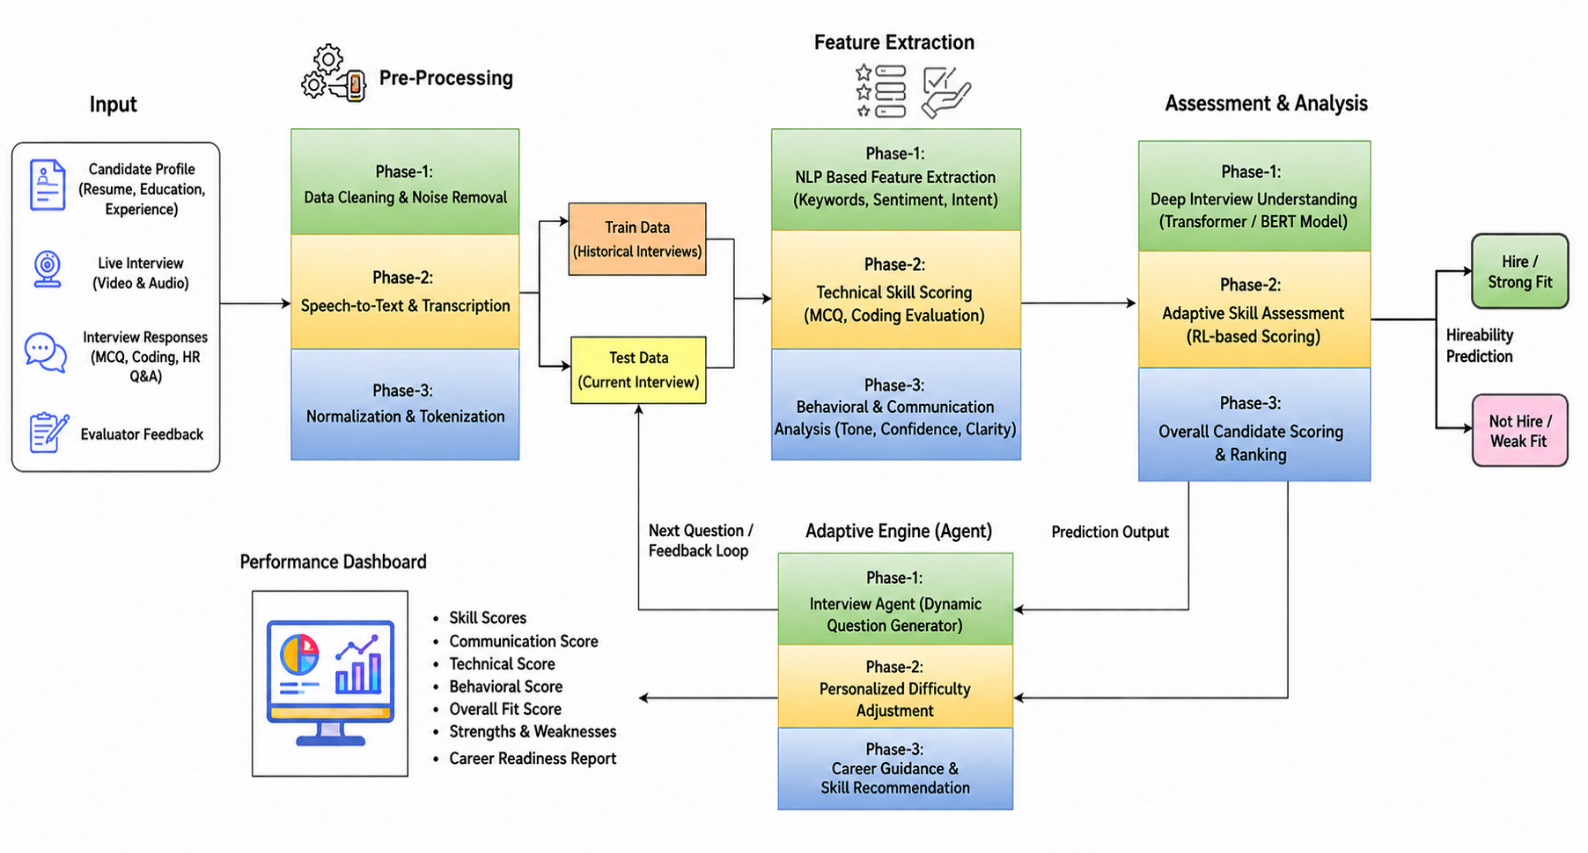 Input
Candidate Profile
(Resume, Education,
Experience)
Live Interview
(Video & Audio)
Interview Responses
(MCQ, Coding, HR
Q&A)
Evaluator Feedback
Pre-Processing
Phase-1:
Data Cleaning & Noise Removal
Phase-2:
Speech-to-Text & Transcription
Phase-3:
Normalization & Tokenization
Train Data
(Historical Interviews)
Test Data
(Current Interview)
Feature Extraction
Phase-1:
NLP Based Feature Extraction
(Keywords, Sentiment, Intent)
Phase-2:
Technical Skill Scoring
(MCQ, Coding Evaluation)
Phase-3:
Behavioral & Communication
Analysis (Tone, Confidence, Clarity)
Assessment & Analysis
Phase-1:
Deep Interview Understanding
(Transformer / BERT Model)
Phase-2:
Adaptive Skill Assessment
(RL-based Scoring)
Phase-3:
Overall Candidate Scoring
& Ranking
Hire /
Strong Fit
Hireability
Prediction
Not Hire /
Weak Fit
Next Question /
Feedback Loop
Adaptive Engine (Agent)
Prediction Output
Phase-1:
Interview Agent (Dynamic
Question Generator)
Phase-2:
Personalized Difficulty
Adjustment
Phase-3:
Career Guidance &
Skill Recommendation
Performance Dashboard
• Skill Scores
• Communication Score
• Technical Score
• Behavioral Score
• Overall Fit Score
• Strengths & Weaknesses
• Career Readiness Report